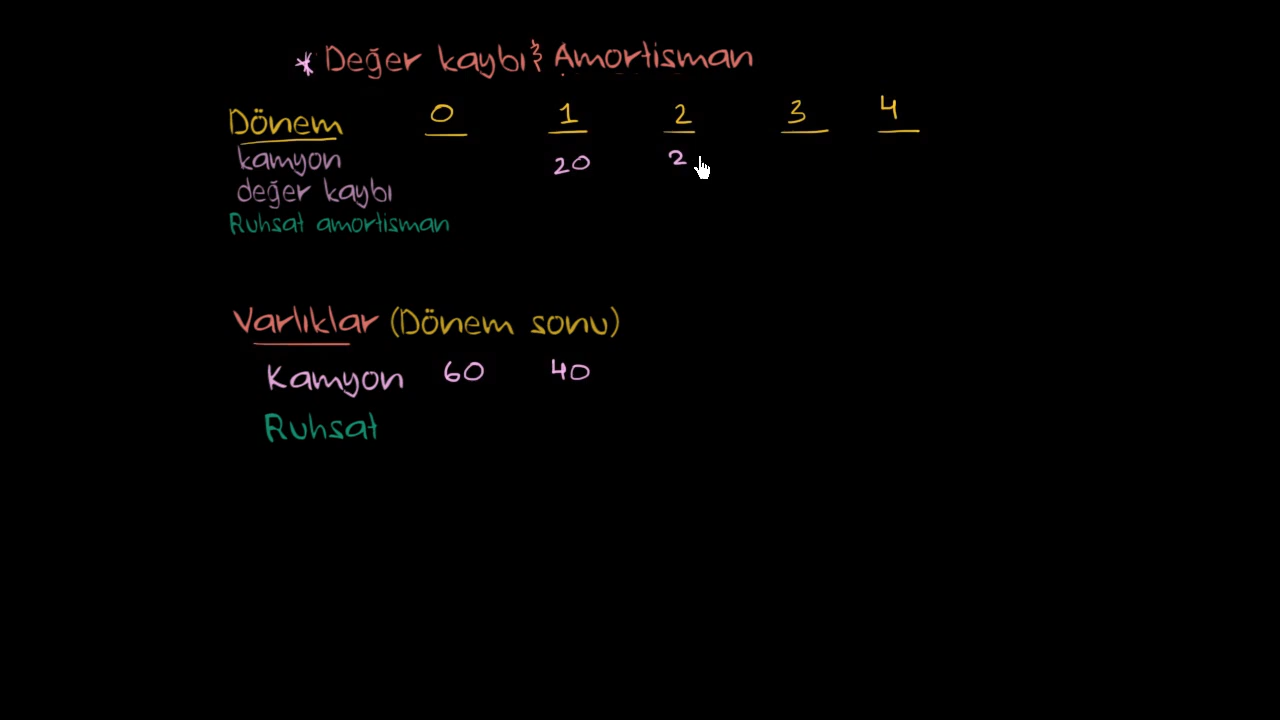 * Değer kaybı & Amortisman
Dönem 0 1 2 3 4
kamyon 20 2
değer kaybı
Ruhsat amortisman
Varlıklar (Dönem sonu)
Kamyon 60 40
Ruhsat